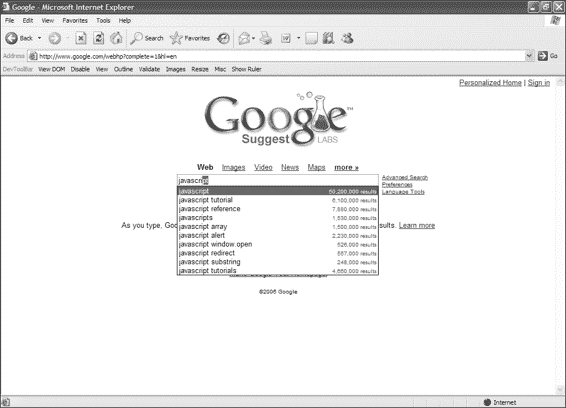 Google - Microsoft Internet Explorer
File Edit View Favorites Tools Help
Back Search Favorites
Address http://www.google.com/webhp?complete=1&hl=en Go
DevToolBar View DOM Disable View Outline Validate Images Resize Misc Show Ruler
Personalized Home | Sign in
Google™
Suggest LABS
Web Images Video News Maps more »
javascript
Advanced Search
Preferences
Language Tools
javascript 50,200,000 results
javascript tutorial 6,100,000 results
javascript reference 7,880,000 results
javascripts 1,530,000 results
javascript array 1,500,000 results
javascript alert 2,230,000 results
javascript window.open 526,000 results
javascript redirect 557,000 results
javascript substring 248,000 results
javascript tutorials 4,660,000 results
As you type, Goo sults. Learn more
©2006 Google
Internet